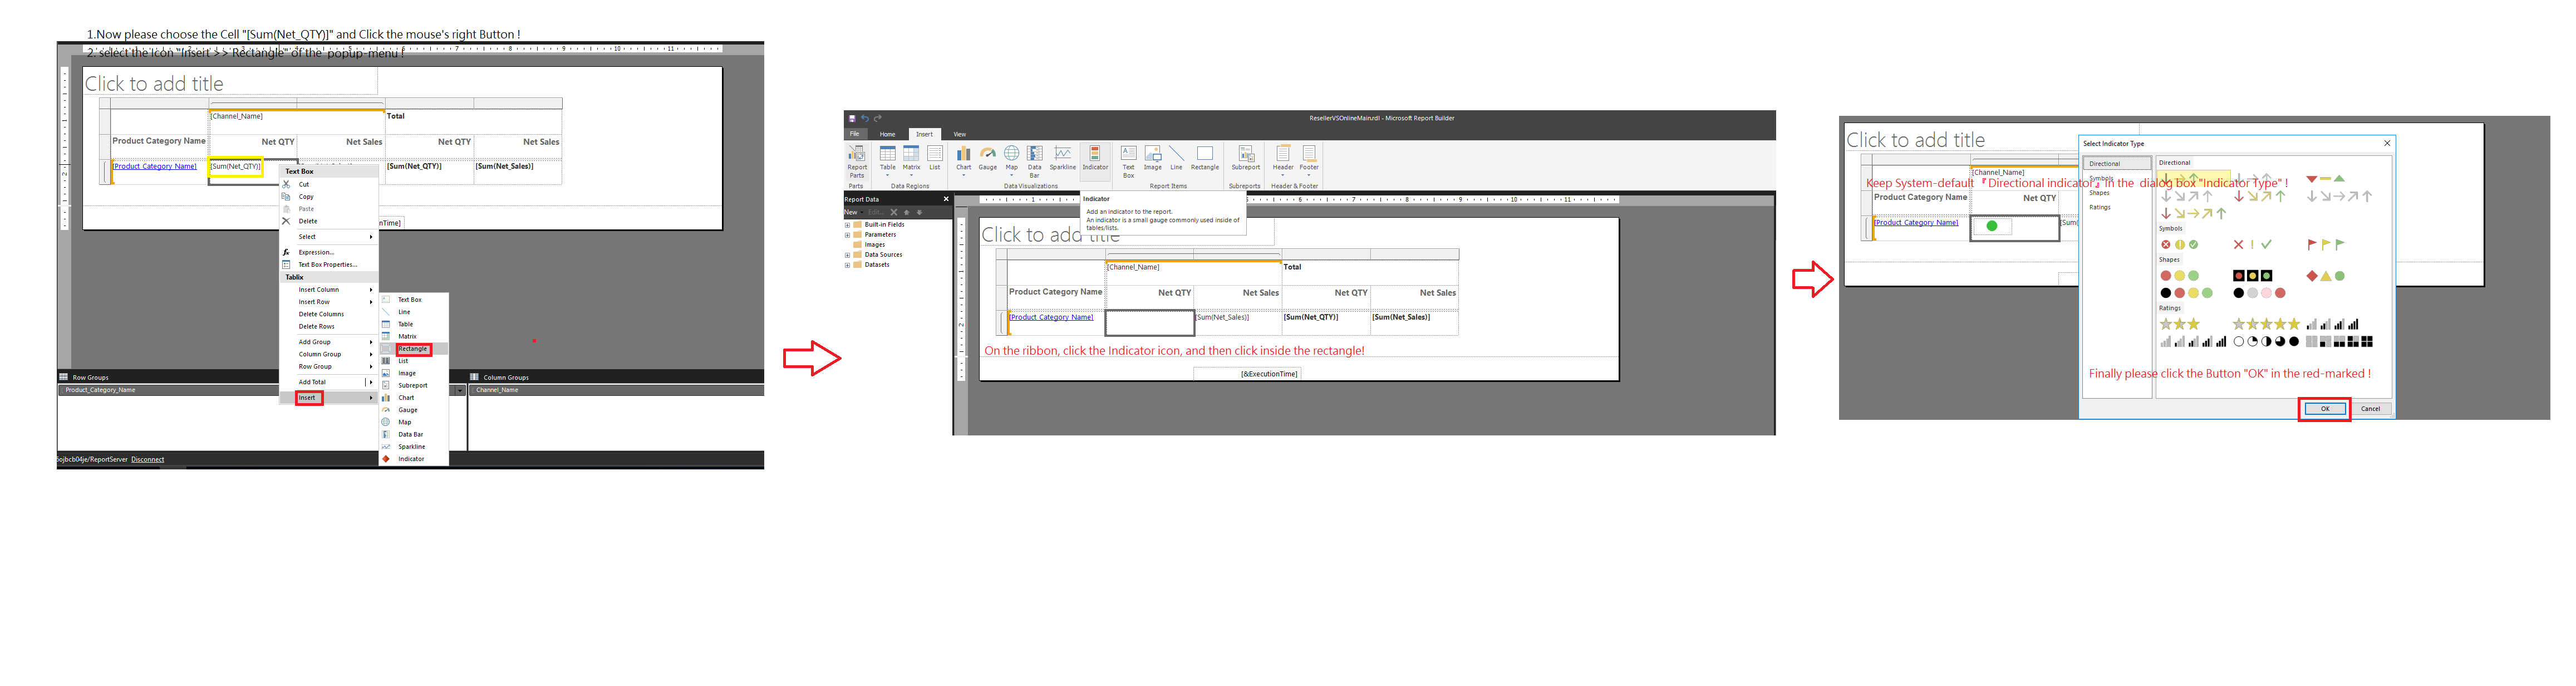 1.Now please choose the Cell "[Sum(Net_QTY)]" and Click the mouse's right Button !
2. select the Icon "Insert >> Rectangle" of the popup-menu !
Click to add title
[Channel_Name] Total
Product Category Name Net QTY Net Sales Net QTY Net Sales
[Product_Category_Name] [Sum(Net_QTY)] [Sum(Net_QTY)] [Sum(Net_Sales)]
Text Box
Cut
Copy
Paste
Delete
Select
Expression...
Text Box Properties...
Tablix
Insert Column
Insert Row
Delete Columns
Delete Rows
Add Group
Column Group
Row Group
Add Total
Insert
nTime]
Text Box
Line
Table
Matrix
Rectangle
List
Image
Subreport
Chart
Gauge
Map
Data Bar
Sparkline
Indicator
Row Groups
Product_Category_Name
Column Groups
Channel_Name
ojbcb04je/ReportServer Disconnect
ResellerVSOnlineMain.rdl - Microsoft Report Builder
File Home Insert View
Report Parts
Table
Matrix
List
Chart
Gauge
Map
Data Bar
Sparkline
Indicator
Text Box
Image
Line
Rectangle
Subreport
Header
Footer
Parts Data Regions Data Visualizations Report Items Subreports Header & Footer
Report Data
New Edit...
Built-in Fields
Parameters
Images
Data Sources
Datasets
Indicator
Add an indicator to the report.
An indicator is a small gauge commonly used inside of
tables/lists.
Click to add title
[Channel_Name] Total
Product Category Name Net QTY Net Sales Net QTY Net Sales
[Product_Category_Name] [Sum(Net_Sales)] [Sum(Net_QTY)] [Sum(Net_Sales)]
On the ribbon, click the Indicator icon, and then click inside the rectangle!
[&ExecutionTime]
Click to add title
[Channel_Name]
Product Category Name Net QTY
[Product_Category_Name] [Sum(
Select Indicator Type
Directional
Symbols
Shapes
Ratings
Directional
Symbols
Shapes
Ratings
Keep System-default『Directional indicator』in the dialog box "Indicator Type" !
Finally please click the Button "OK" in the red-marked !
OK Cancel